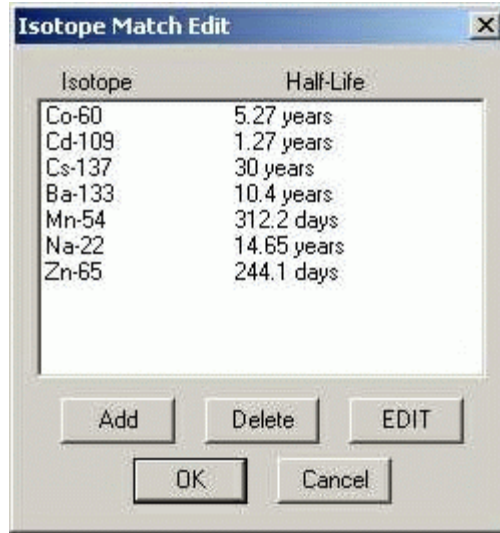 Isotope Match Edit
Isotope Half-Life
Co-60 5.27 years
Cd-109 1.27 years
Cs-137 30 years
Ba-133 10.4 years
Mn-54 312.2 days
Na-22 14.65 years
Zn-65 244.1 days
Add Delete EDIT
OK Cancel